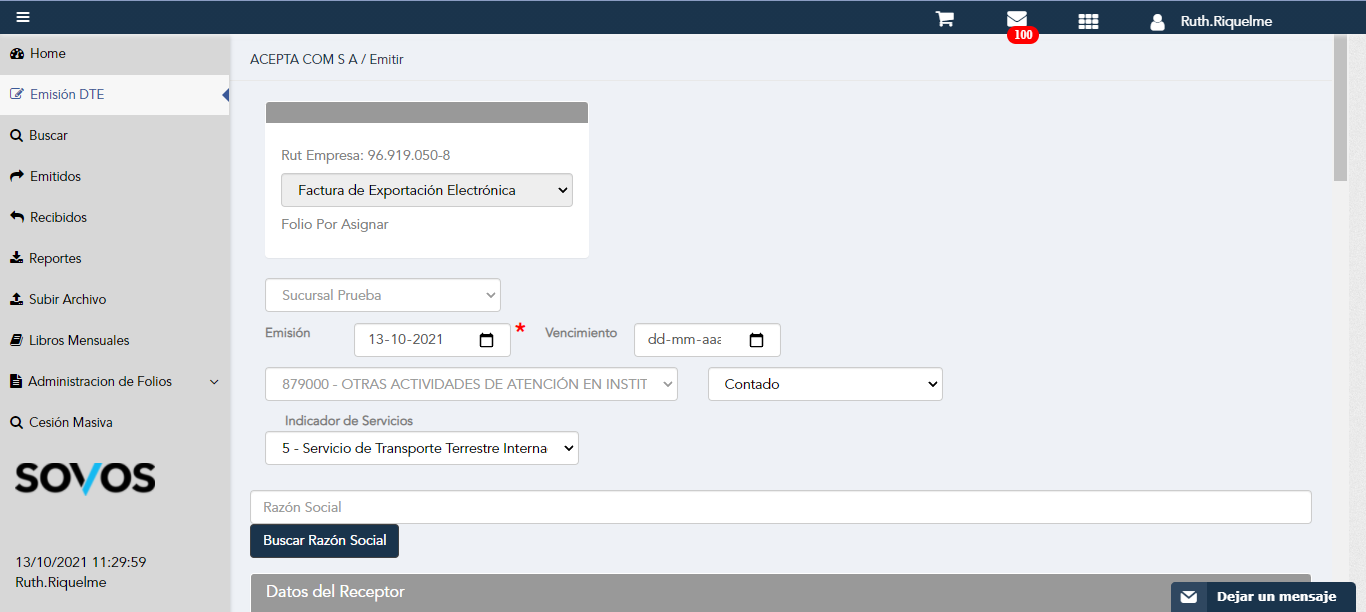 Ruth.Riquelme
100
Home
ACEPTA COM S A / Emitir
Emisión DTE
Buscar
Emitidos
Recibidos
Reportes
Subir Archivo
Libros Mensuales
Administracion de Folios
Cesión Masiva
SOVOS
13/10/2021 11:29:59
Ruth.Riquelme
Rut Empresa: 96.919.050-8
Factura de Exportación Electrónica
Folio Por Asignar
Sucursal Prueba
Emisión 13-10-2021 * Vencimiento dd-mm-aaa
879000 - OTRAS ACTIVIDADES DE ATENCIÓN EN INSTIT Contado
Indicador de Servicios
5 - Servicio de Transporte Terrestre Interna
Razón Social
Buscar Razón Social
Datos del Receptor
Dejar un mensaje